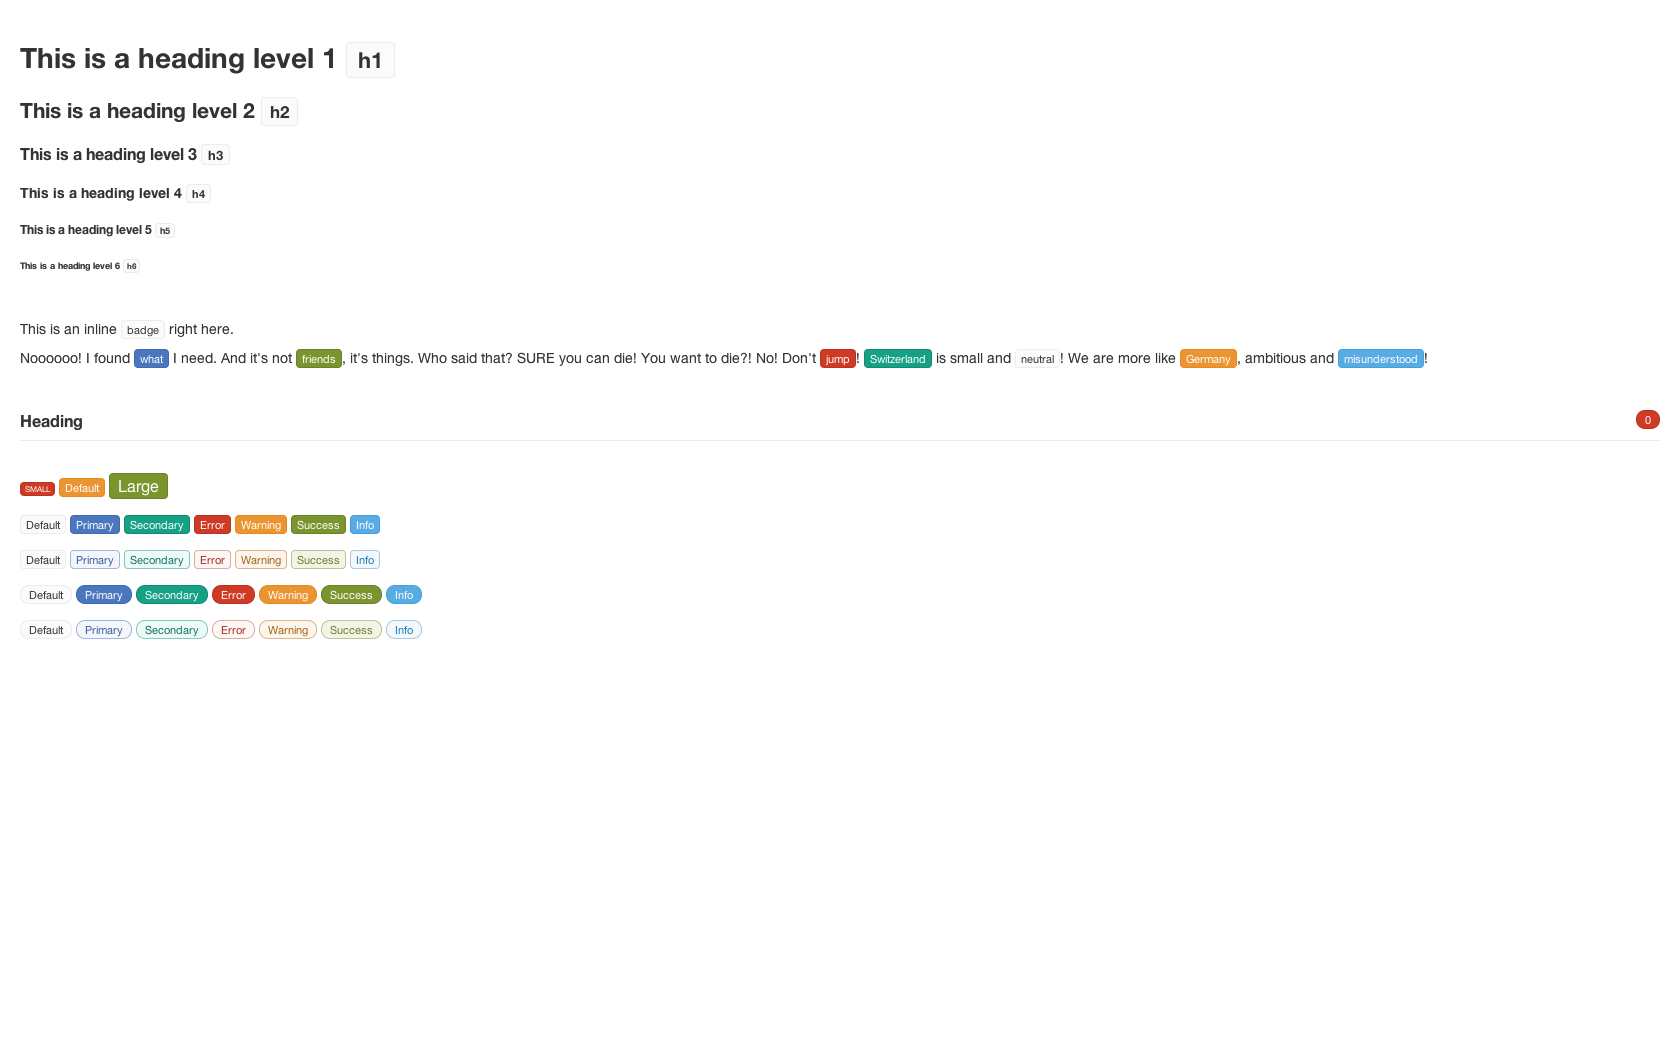 This is a heading level 1 h1
This is a heading level 2 h2
This is a heading level 3 h3
This is a heading level 4 h4
This is a heading level 5 h5
This is a heading level 6 h6
This is an inline badge right here.
Noooooo! I found what I need. And it's not friends, it's things. Who said that? SURE you can die! You want to die?! No! Don't jump! Switzerland is small and neutral! We are more like Germany, ambitious and misunderstood!
Heading 0
SMALL Default Large
Default Primary Secondary Error Warning Success Info
Default Primary Secondary Error Warning Success Info
Default Primary Secondary Error Warning Success Info
Default Primary Secondary Error Warning Success Info